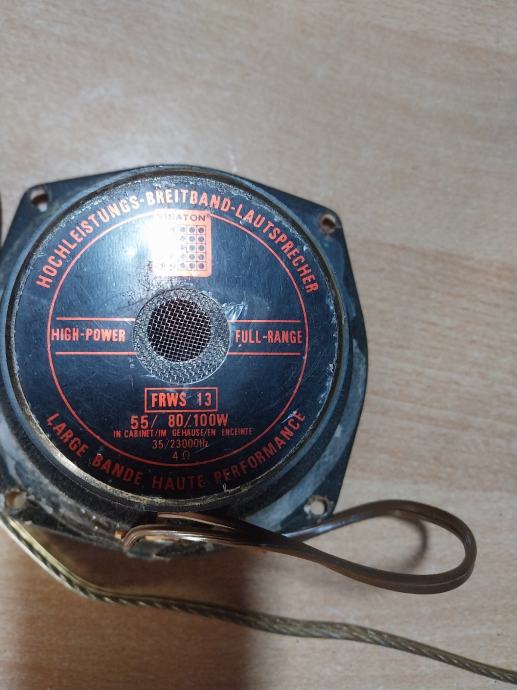 HOCHLEISTUNGS-BREITBAND-LAUTSPRECHER
VISATON®
HIGH-POWER
FULL-RANGE
FRWS 13
55/ 80/100W
IN CABINET/IM GEHÄUSE/EN ENCEINTE
35/23000Hz
4 Ω
LARGE BANDE, HAUTE PERFORMANCE